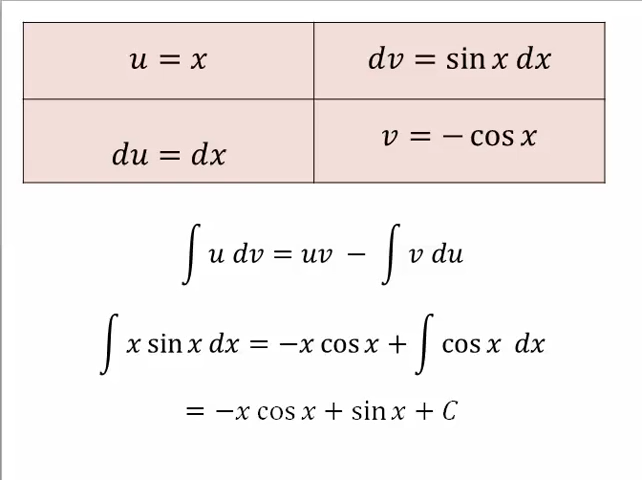 u = x    dv = sin x dx
du = dx    v = − cos x
∫ u dv = uv − ∫ v du
∫ x sin x dx = −x cos x + ∫ cos x dx
= −x cos x + sin x + C